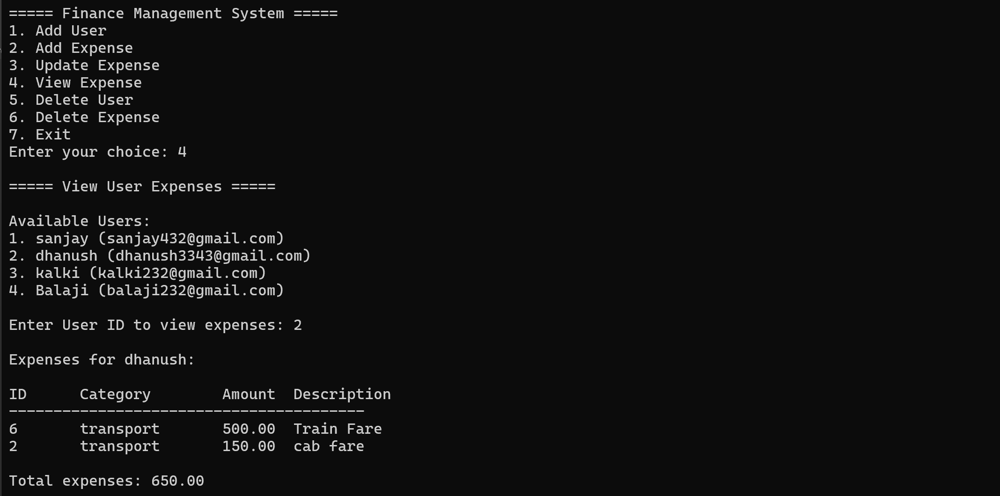 ===== Finance Management System =====
1. Add User
2. Add Expense
3. Update Expense
4. View Expense
5. Delete User
6. Delete Expense
7. Exit
Enter your choice: 4
===== View User Expenses =====
Available Users:
1. sanjay (sanjay432@gmail.com)
2. dhanush (dhanush3343@gmail.com)
3. kalki (kalki232@gmail.com)
4. Balaji (balaji232@gmail.com)
Enter User ID to view expenses: 2
Expenses for dhanush:
ID      Category        Amount  Description
----------------------------------------
6       transport       500.00  Train Fare
2       transport       150.00  cab fare
Total expenses: 650.00